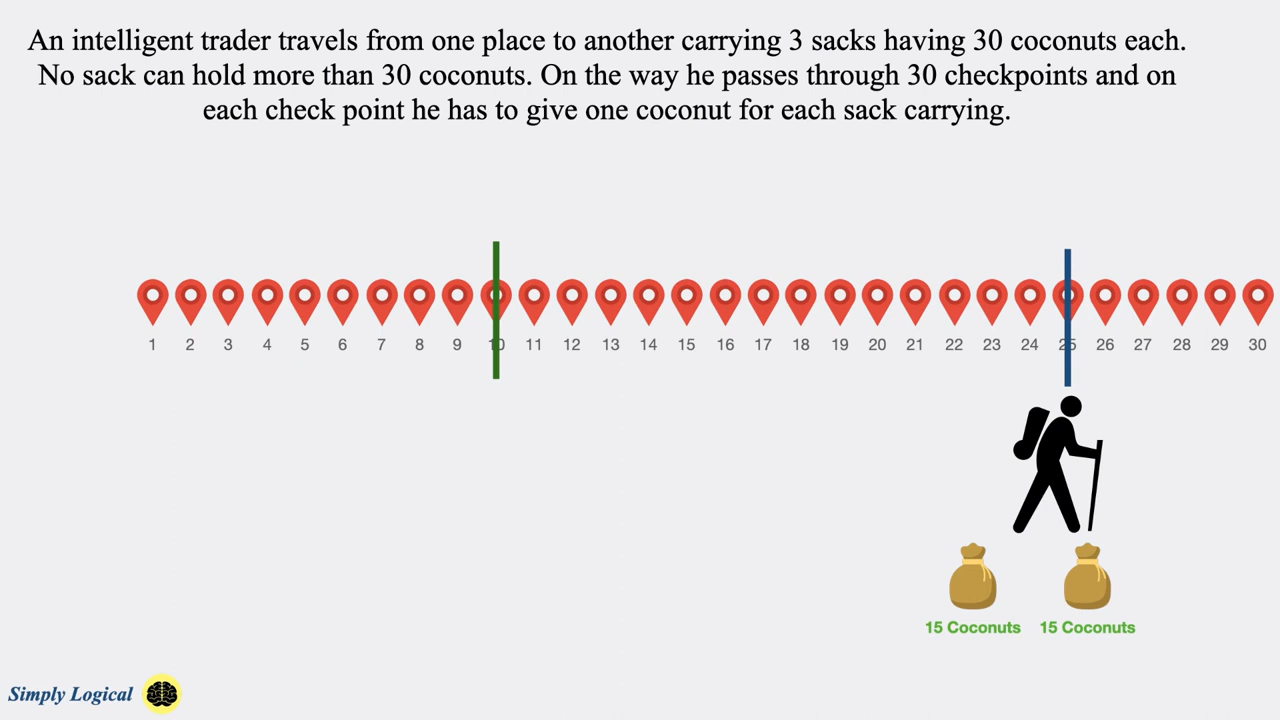 An intelligent trader travels from one place to another carrying 3 sacks having 30 coconuts each.
No sack can hold more than 30 coconuts. On the way he passes through 30 checkpoints and on
each check point he has to give one coconut for each sack carrying.
1 2 3 4 5 6 7 8 9 10 11 12 13 14 15 16 17 18 19 20 21 22 23 24 25 26 27 28 29 30
15 Coconuts 15 Coconuts
Simply Logical